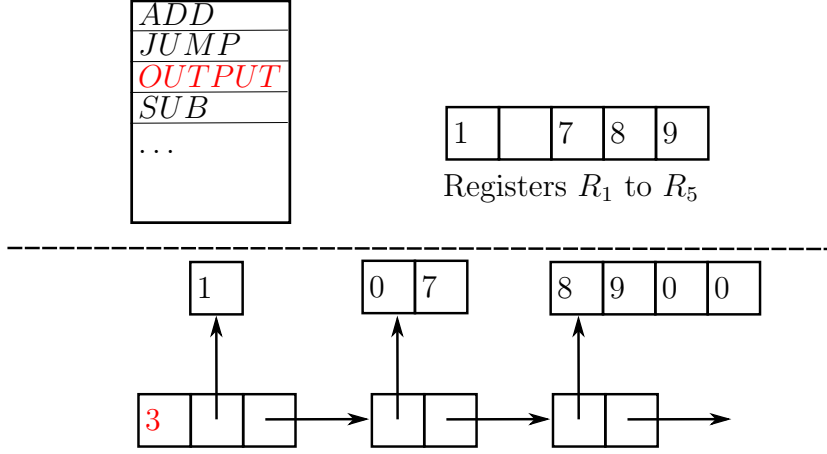 ADD
JUMP
OUTPUT
SUB
...
1 7 8 9
Registers R₁ to R₅
1 0 7 8 9 0 0
3